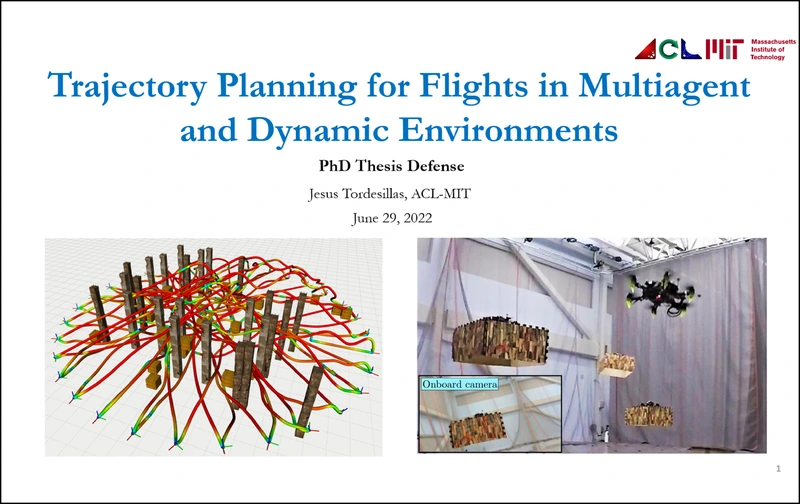 ACL MIT Massachusetts
Institute of
Technology
Trajectory Planning for Flights in Multiagent
and Dynamic Environments
PhD Thesis Defense
Jesus Tordesillas, ACL-MIT
June 29, 2022
Onboard camera
1